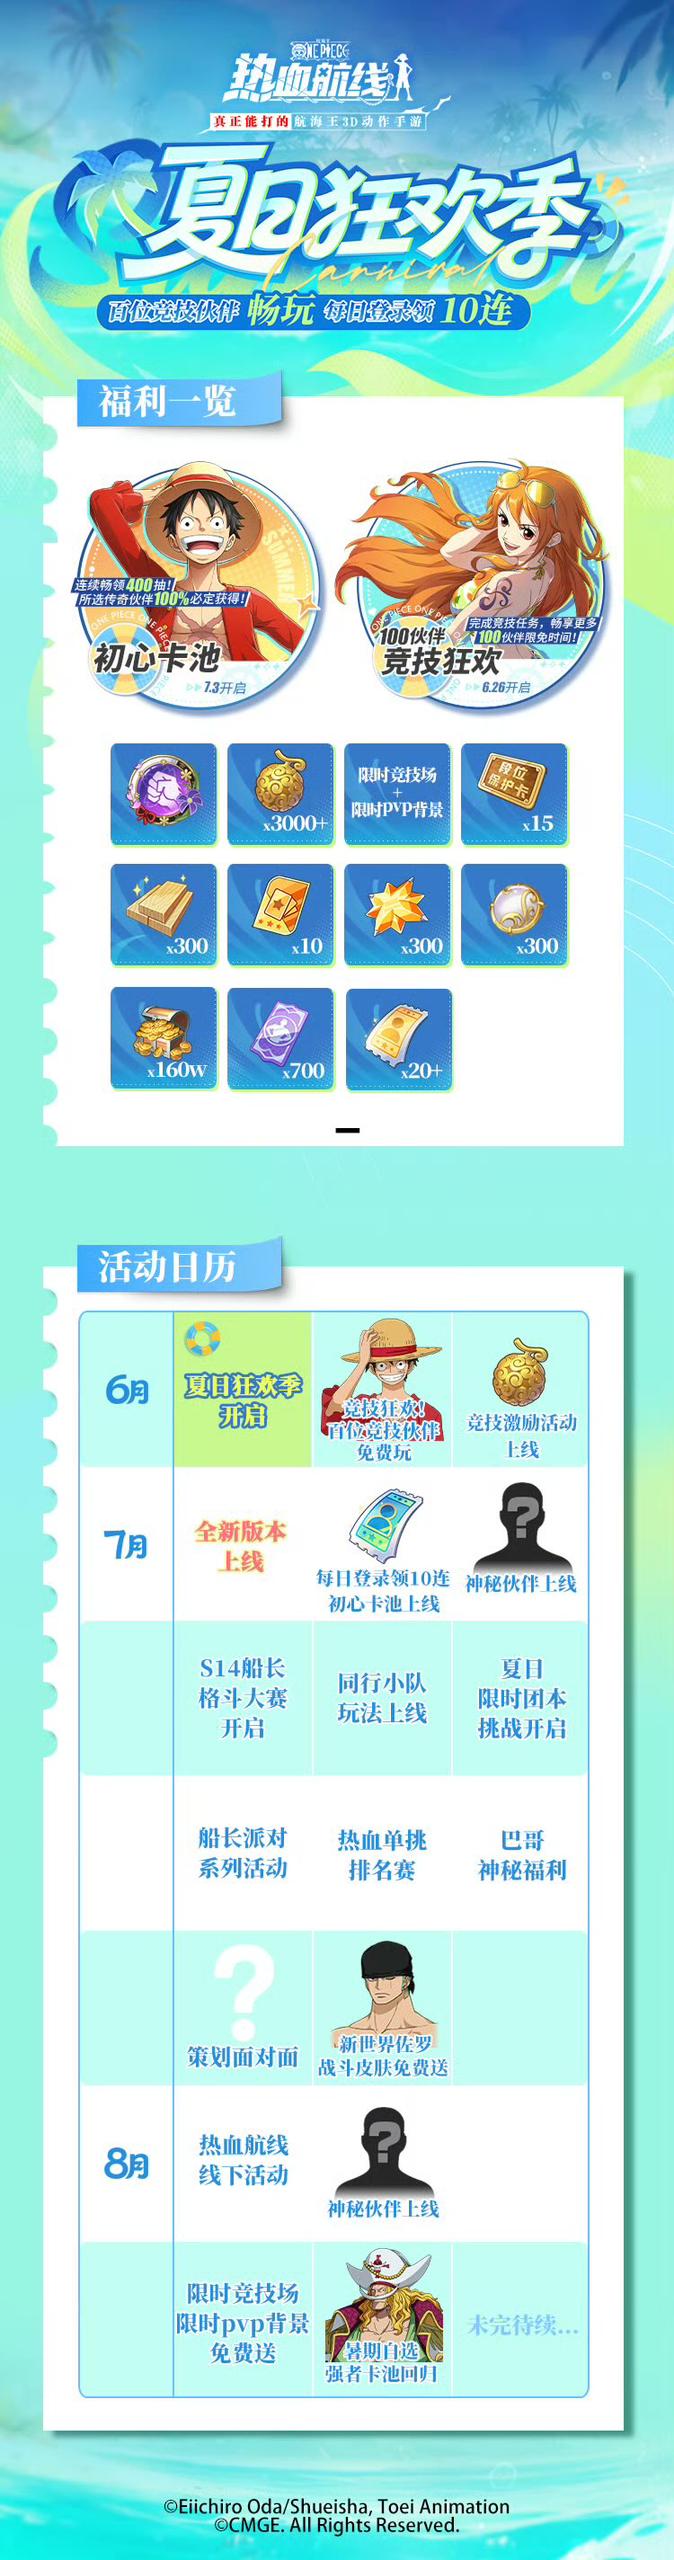 ONE PIECE
热血航线
真正能打的 航海王3D动作手游
夏日狂欢季
Carnival
百位竞技伙伴 畅玩 每日登录领 10连
福利一览
连续畅领400抽!
所选传奇伙伴100%必定获得!
初心卡池
7.3开启
完成竞技任务，畅享更多
100伙伴限免时间!
100伙伴
竞技狂欢
6.26开启
x3000+
限时竞技场
+
限时pvp背景
段位
保护卡
x15
x300
x10
x300
x300
x160w
x700
x20+
活动日历
6月
夏日狂欢季
开启
竞技狂欢!
百位竞技伙伴
免费玩
竞技激励活动
上线
7月
全新版本
上线
每日登录领10连
初心卡池上线
?
神秘伙伴上线
S14船长
格斗大赛
开启
同行小队
玩法上线
夏日
限时团本
挑战开启
船长派对
系列活动
热血单挑
排名赛
巴哥
神秘福利
?
策划面对面
新世界佐罗
战斗皮肤免费送
8月
热血航线
线下活动
?
神秘伙伴上线
限时竞技场
限时pvp背景
免费送
暑期自选
强者卡池回归
未完待续...
©Eiichiro Oda/Shueisha, Toei Animation
©CMGE. All Rights Reserved.